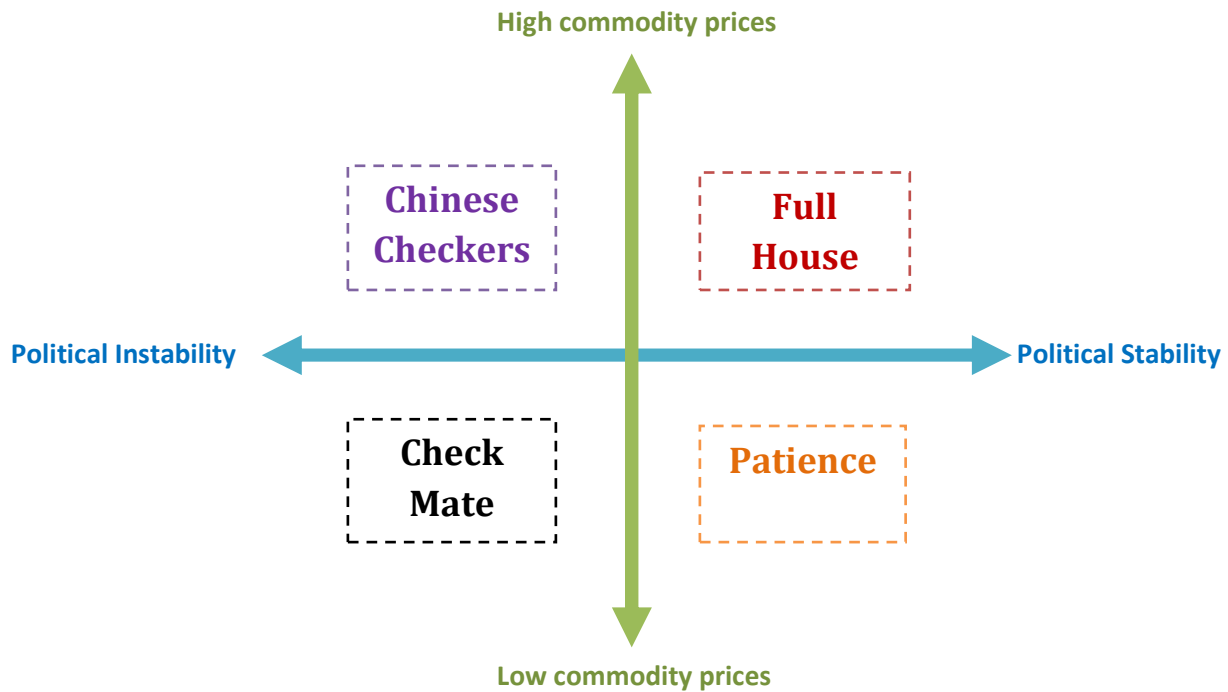 High commodity prices
Chinese
Checkers
Full
House
Political Instability
Political Stability
Check
Mate
Patience
Low commodity prices